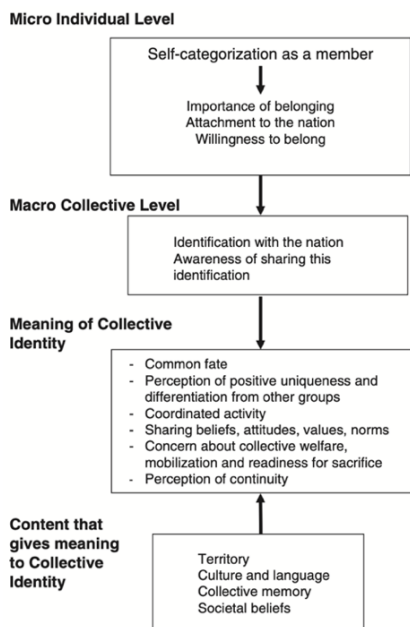 Micro Individual Level
Self-categorization as a member
Importance of belonging
Attachment to the nation
Willingness to belong
Macro Collective Level
Identification with the nation
Awareness of sharing this
identification
Meaning of Collective
Identity
- Common fate
- Perception of positive uniqueness and
differentiation from other groups
- Coordinated activity
- Sharing beliefs, attitudes, values, norms
- Concern about collective welfare,
mobilization and readiness for sacrifice
- Perception of continuity
Content that
gives meaning
to Collective
Identity
Territory
Culture and language
Collective memory
Societal beliefs